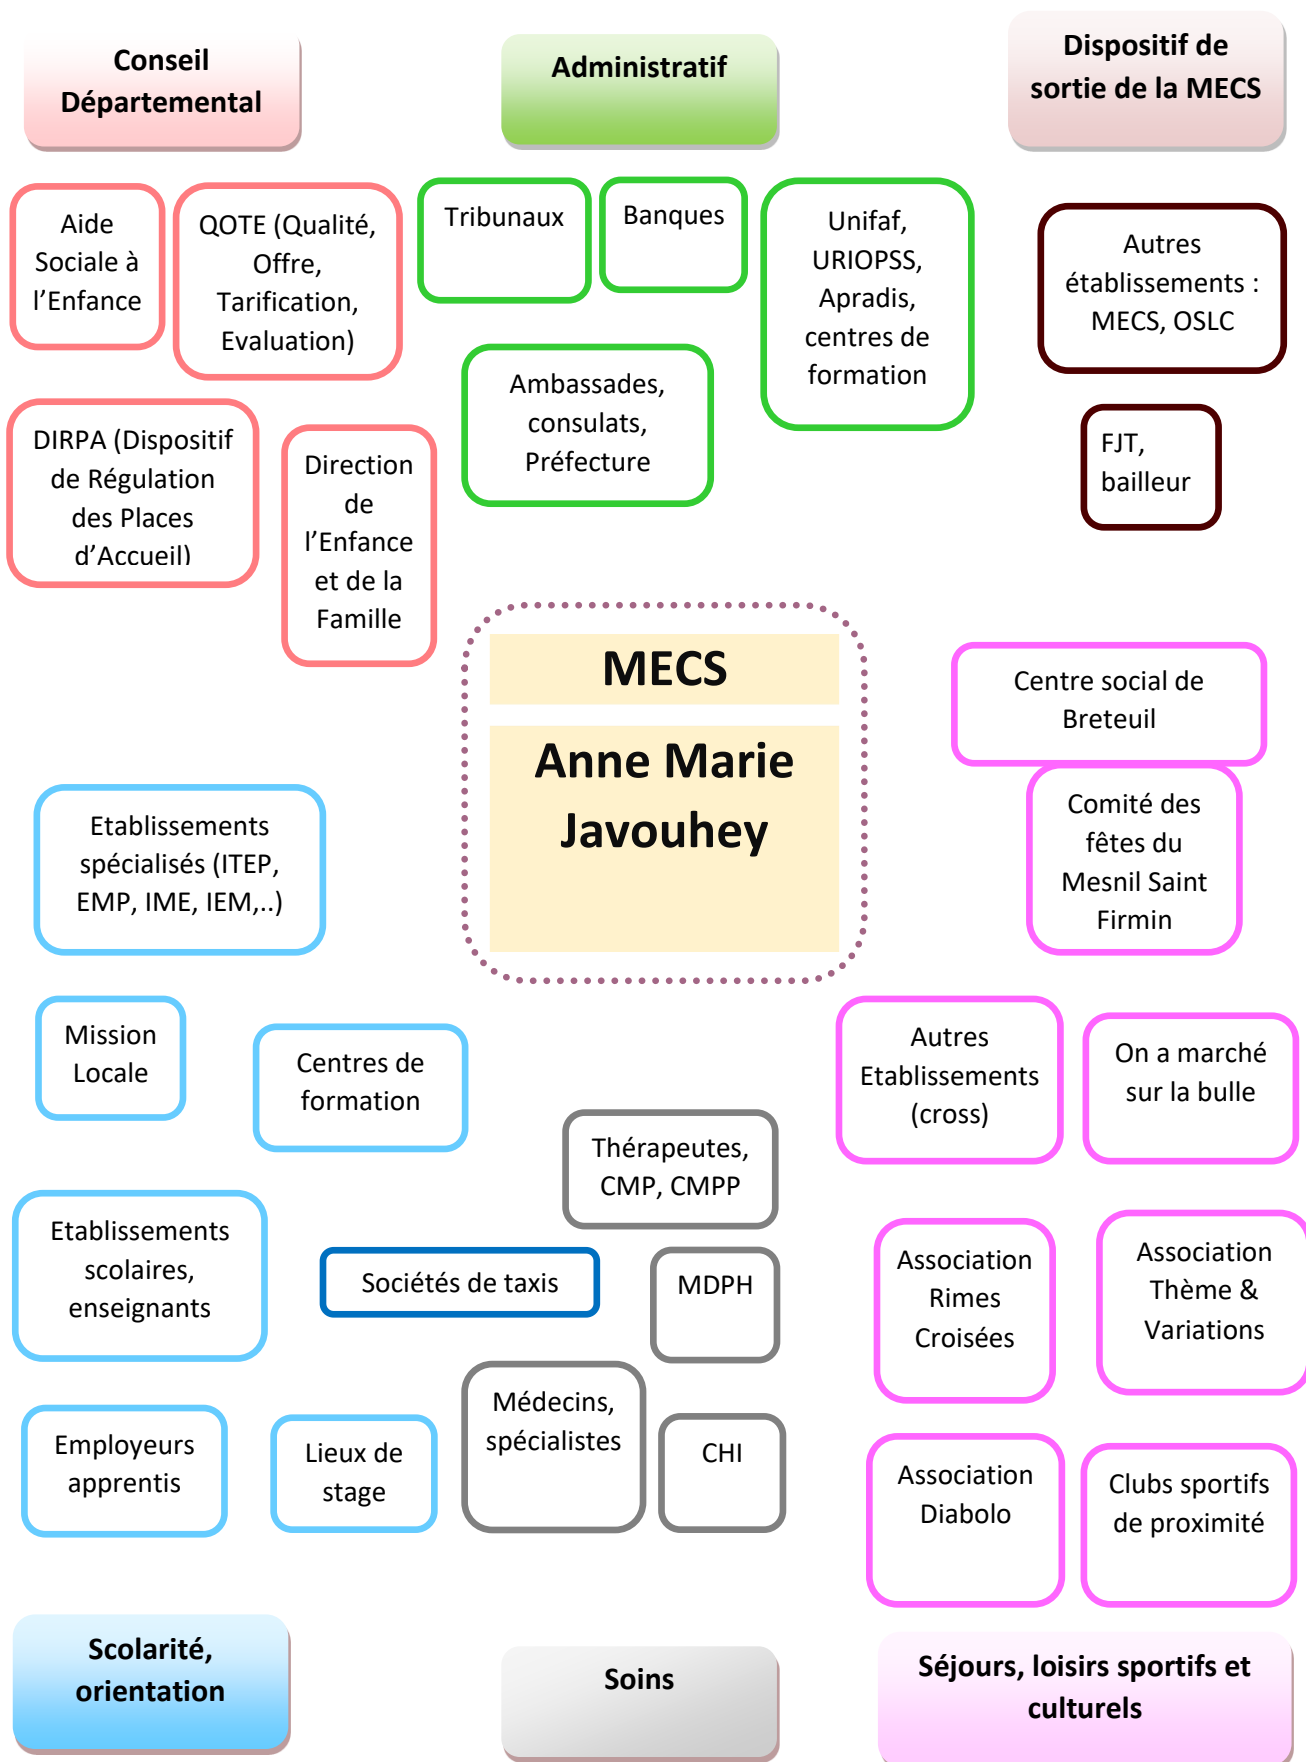 Conseil
Départemental
Administratif
Dispositif de
sortie de la MECS
Aide
Sociale à
l’Enfance
QOTE (Qualité,
Offre,
Tarification,
Evaluation)
Tribunaux
Banques
Unifaf,
URIOPSS,
Apradis,
centres de
formation
Autres
établissements :
MECS, OSLC
Ambassades,
consulats,
Préfecture
DIRPA (Dispositif
de Régulation
des Places
d’Accueil)
Direction
de
l’Enfance
et de la
Famille
FJT,
bailleur
MECS
Anne Marie
Javouhey
Centre social de
Breteuil
Comité des
fêtes du
Mesnil Saint
Firmin
Etablissements
spécialisés (ITEP,
EMP, IME, IEM,..)
Mission
Locale
Centres de
formation
Autres
Etablissements
(cross)
On a marché
sur la bulle
Thérapeutes,
CMP, CMPP
Etablissements
scolaires,
enseignants
Sociétés de taxis
MDPH
Association
Rimes
Croisées
Association
Thème &
Variations
Employeurs
apprentis
Lieux de
stage
Médecins,
spécialistes
CHI
Association
Diabolo
Clubs sportifs
de proximité
Scolarité,
orientation
Soins
Séjours, loisirs sportifs et
culturels